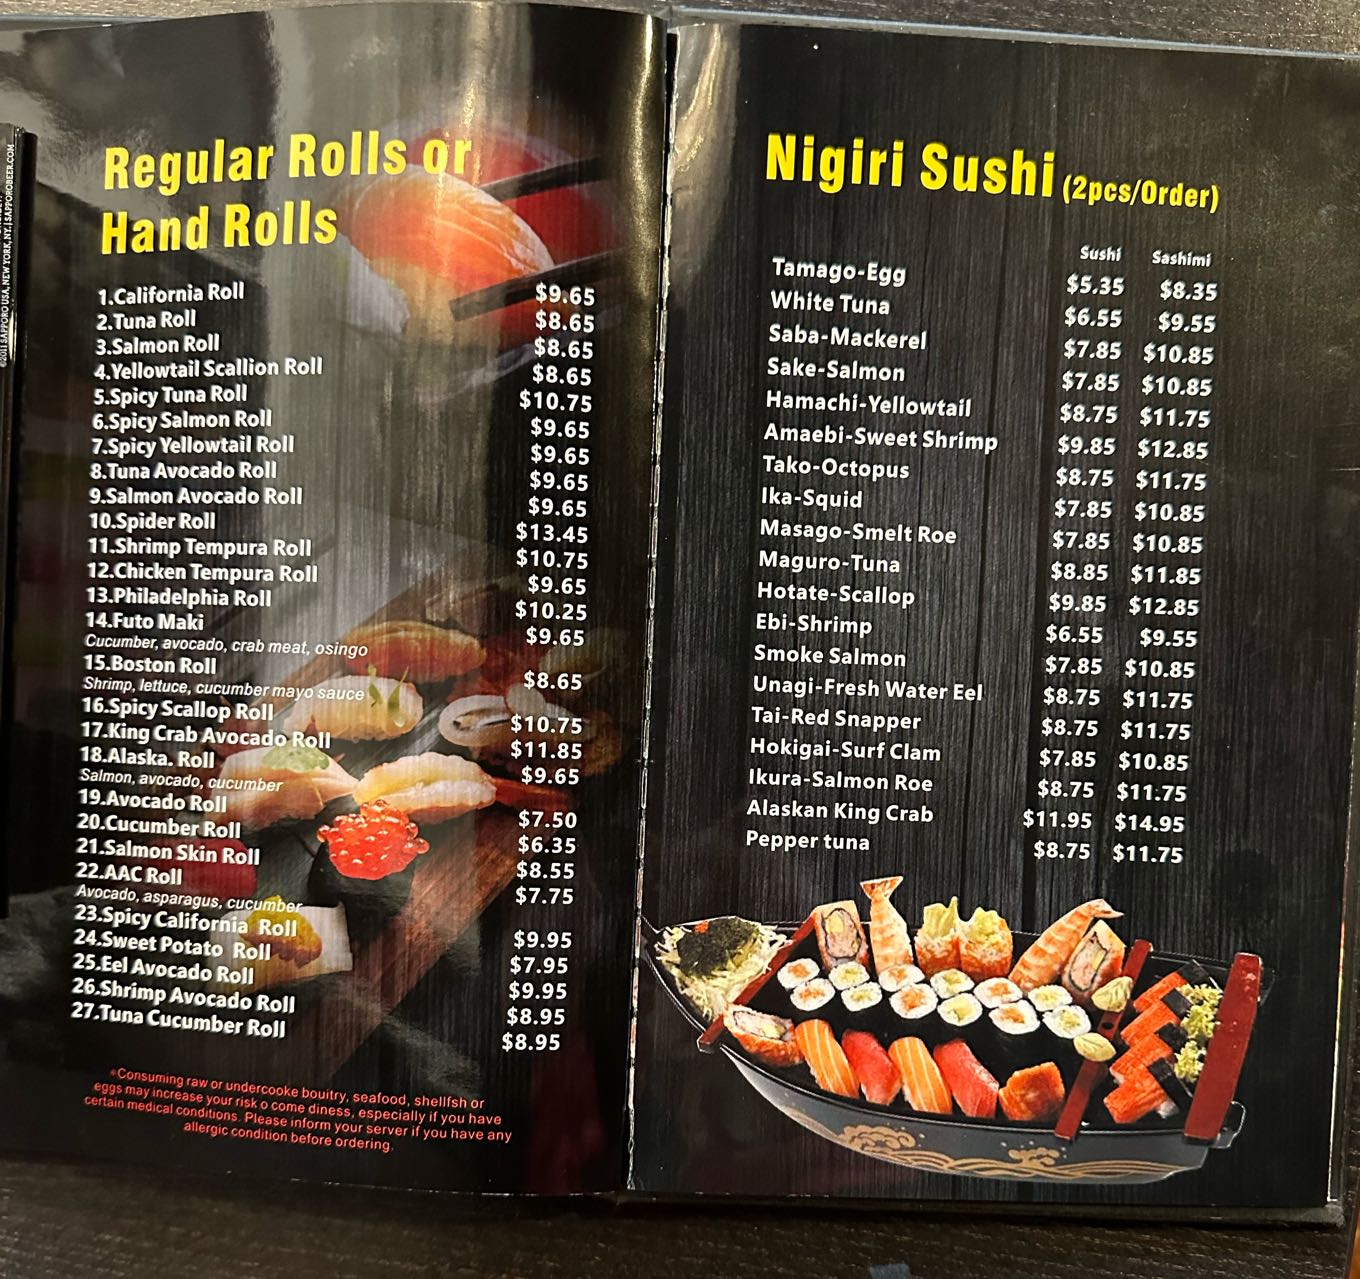 ©2011 SAPPORO USA, NEW YORK, NY. | SAPPOROBEER.COM
Regular Rolls or
Hand Rolls
1.California Roll $9.65
2.Tuna Roll $8.65
3.Salmon Roll $8.65
4.Yellowtail Scallion Roll $8.65
5.Spicy Tuna Roll $10.75
6.Spicy Salmon Roll $9.65
7.Spicy Yellowtail Roll $9.65
8.Tuna Avocado Roll $9.65
9.Salmon Avocado Roll $9.65
10.Spider Roll $13.45
11.Shrimp Tempura Roll $10.75
12.Chicken Tempura Roll $9.65
13.Philadelphia Roll $10.25
14.Futo Maki $9.65
Cucumber, avocado, crab meat, osingo
15.Boston Roll $8.65
Shrimp, lettuce, cucumber mayo sauce
16.Spicy Scallop Roll $10.75
17.King Crab Avocado Roll $11.85
18.Alaska. Roll $9.65
Salmon, avocado, cucumber
19.Avocado Roll $7.50
20.Cucumber Roll $6.35
21.Salmon Skin Roll $8.55
22.AAC Roll $7.75
Avocado, asparagus, cucumber
23.Spicy California Roll $9.95
24.Sweet Potato Roll $7.95
25.Eel Avocado Roll $9.95
26.Shrimp Avocado Roll $8.95
27.Tuna Cucumber Roll $8.95
*Consuming raw or undercooke bouitry, seafood, shellfsh or
eggs may increase your risk o come diness, especially if you have
certain medical conditions. Please inform your server if you have any
allergic condition before ordering.
Nigiri Sushi (2pcs/Order)
Sushi Sashimi
Tamago-Egg $5.35 $8.35
White Tuna $6.55 $9.55
Saba-Mackerel $7.85 $10.85
Sake-Salmon $7.85 $10.85
Hamachi-Yellowtail $8.75 $11.75
Amaebi-Sweet Shrimp $9.85 $12.85
Tako-Octopus $8.75 $11.75
Ika-Squid $7.85 $10.85
Masago-Smelt Roe $7.85 $10.85
Maguro-Tuna $8.85 $11.85
Hotate-Scallop $9.85 $12.85
Ebi-Shrimp $6.55 $9.55
Smoke Salmon $7.85 $10.85
Unagi-Fresh Water Eel $8.75 $11.75
Tai-Red Snapper $8.75 $11.75
Hokigai-Surf Clam $7.85 $10.85
Ikura-Salmon Roe $8.75 $11.75
Alaskan King Crab $11.95 $14.95
Pepper tuna $8.75 $11.75